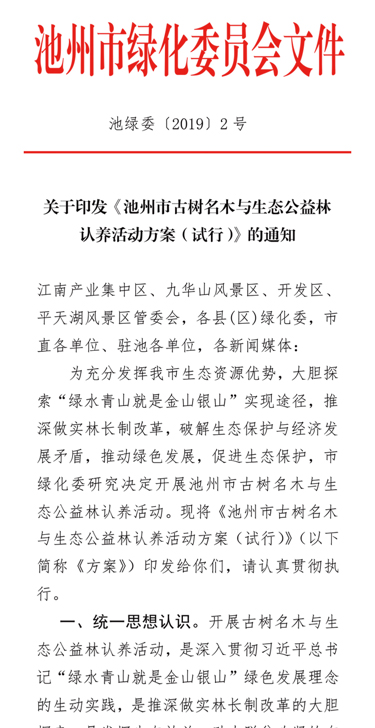 池州市绿化委员会文件
池绿委〔2019〕2 号
关于印发《池州市古树名木与生态公益林
认养活动方案（试行）》的通知
江南产业集中区、九华山风景区、开发区、
平天湖风景区管委会，各县(区)绿化委，市
直各单位、驻池各单位，各新闻媒体：
为充分发挥我市生态资源优势，大胆探
索“绿水青山就是金山银山”实现途径，推
深做实林长制改革，破解生态保护与经济发
展矛盾，推动绿色发展，促进生态保护，市
绿化委研究决定开展池州市古树名木与生
态公益林认养活动。现将《池州市古树名木
与生态公益林认养活动方案（试行）》（以下
简称《方案》）印发给你们，请认真贯彻执
行。
一、统一思想认识。开展古树名木与生
态公益林认养活动，是深入贯彻习近平总书
记“绿水青山就是金山银山”绿色发展理念
的生动实践，是推深做实林长制改革的大胆